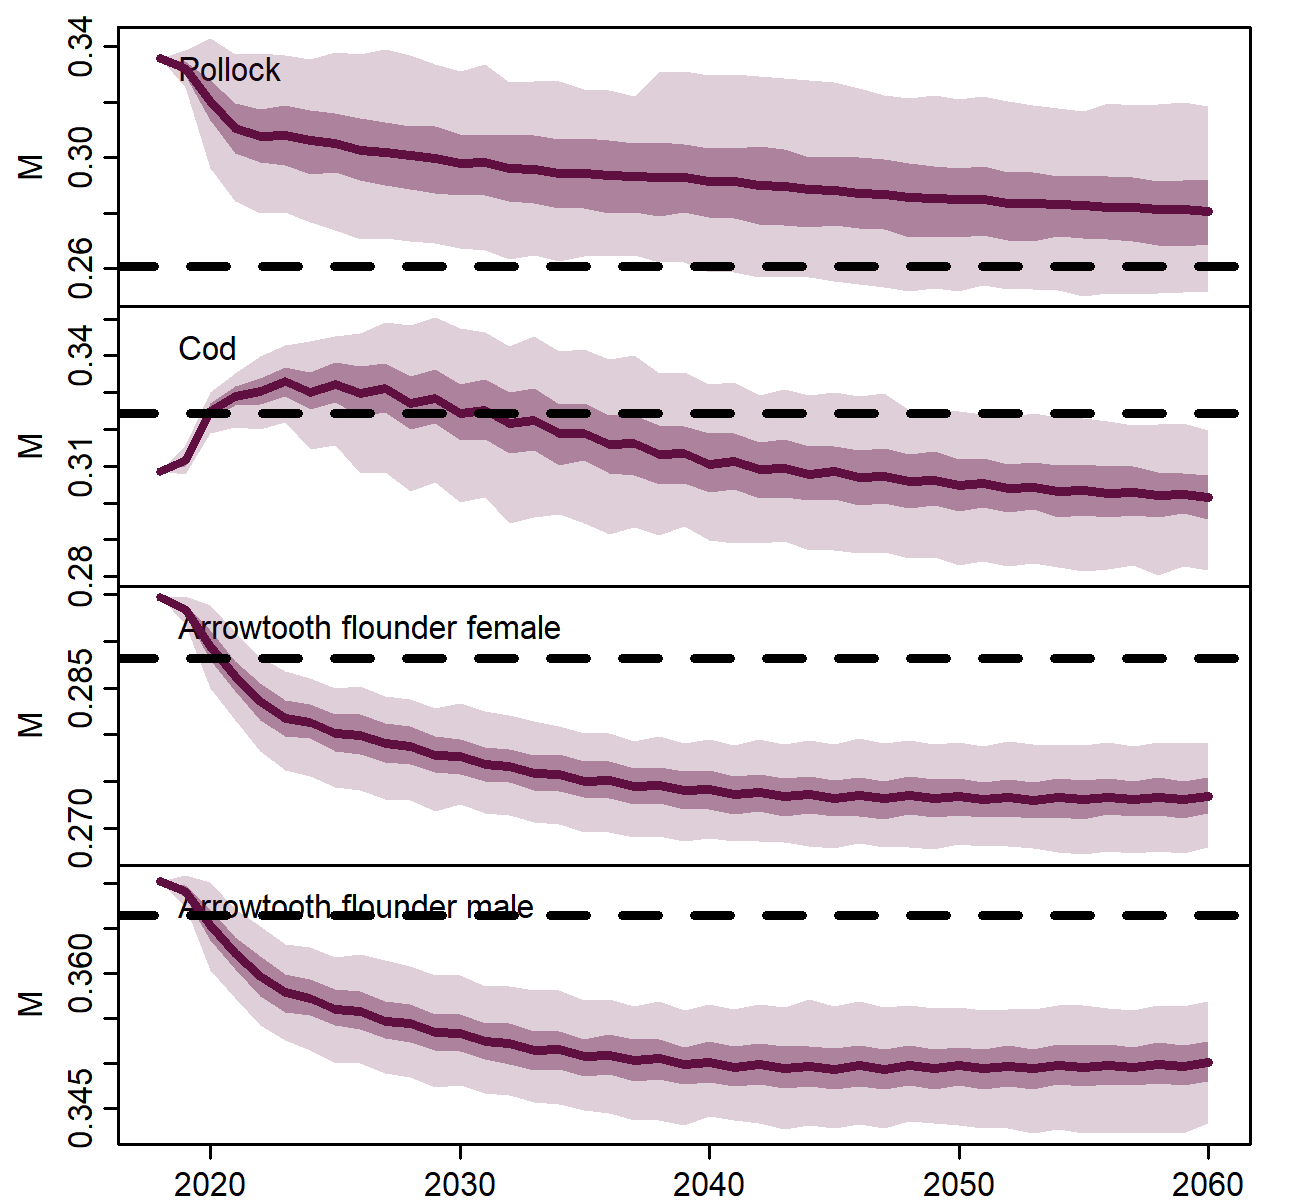 Pollock
M
0.34
0.30
0.26
Cod
M
0.34
0.31
0.28
Arrowtooth flounder female
M
0.285
0.270
Arrowtooth flounder male
M
0.360
0.345
2020 2030 2040 2050 2060